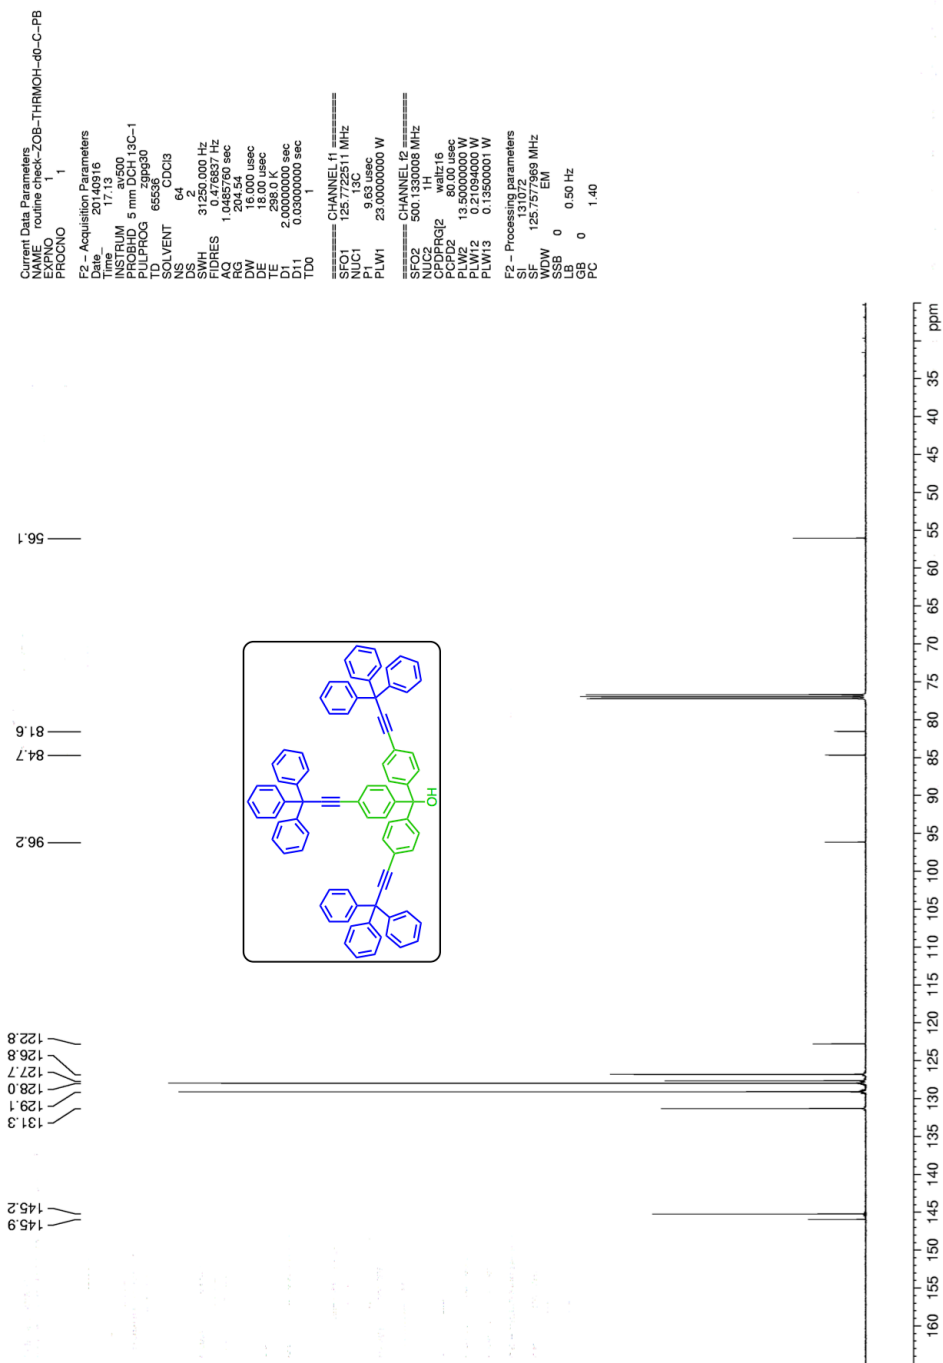 Current Data Parameters
NAME routine check-ZOB-THRMOH-d0-C-PB
EXPNO 1
PROCNO 1
F2 - Acquisition Parameters
Date_ 20140916
Time 17.13
INSTRUM av500
PROBHD 5 mm DCH 13C-1
PULPROG zgpg30
TD 65536
SOLVENT CDCl3
NS 64
DS 2
SWH 31250.000 Hz
FIDRES 0.476837 Hz
AQ 1.0485760 sec
RG 204.54
DW 16.000 usec
DE 18.00 usec
TE 298.0 K
D1 2.00000000 sec
D11 0.03000000 sec
TD0 1
======== CHANNEL f1 ========
SFO1 125.7722511 MHz
NUC1 13C
P1 9.63 usec
PLW1 23.00000000 W
======== CHANNEL f2 ========
SFO2 500.1330008 MHz
NUC2 1H
CPDPRG[2 waltz16
PCPD2 80.00 usec
PLW2 13.50000000 W
PLW12 0.21094000 W
PLW13 0.13500001 W
F2 - Processing parameters
SI 131072
SF 125.7577969 MHz
WDW EM
SSB 0
LB 0.50 Hz
GB 0
PC 1.40
145.9
145.2
131.3
129.1
128.0
127.7
126.8
122.8
96.2
84.7
81.6
56.1
OH
160 155 150 145 140 135 130 125 120 115 110 105 100 95 90 85 80 75 70 65 60 55 50 45 40 35 ppm